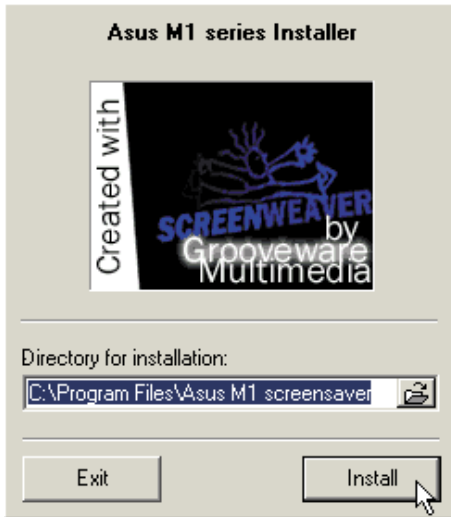 Asus M1 series Installer
Created with
SCREENWEAVER
by
Grooveware
Multimedia
Directory for installation:
C:\Program Files\Asus M1 screensaver
Exit
Install